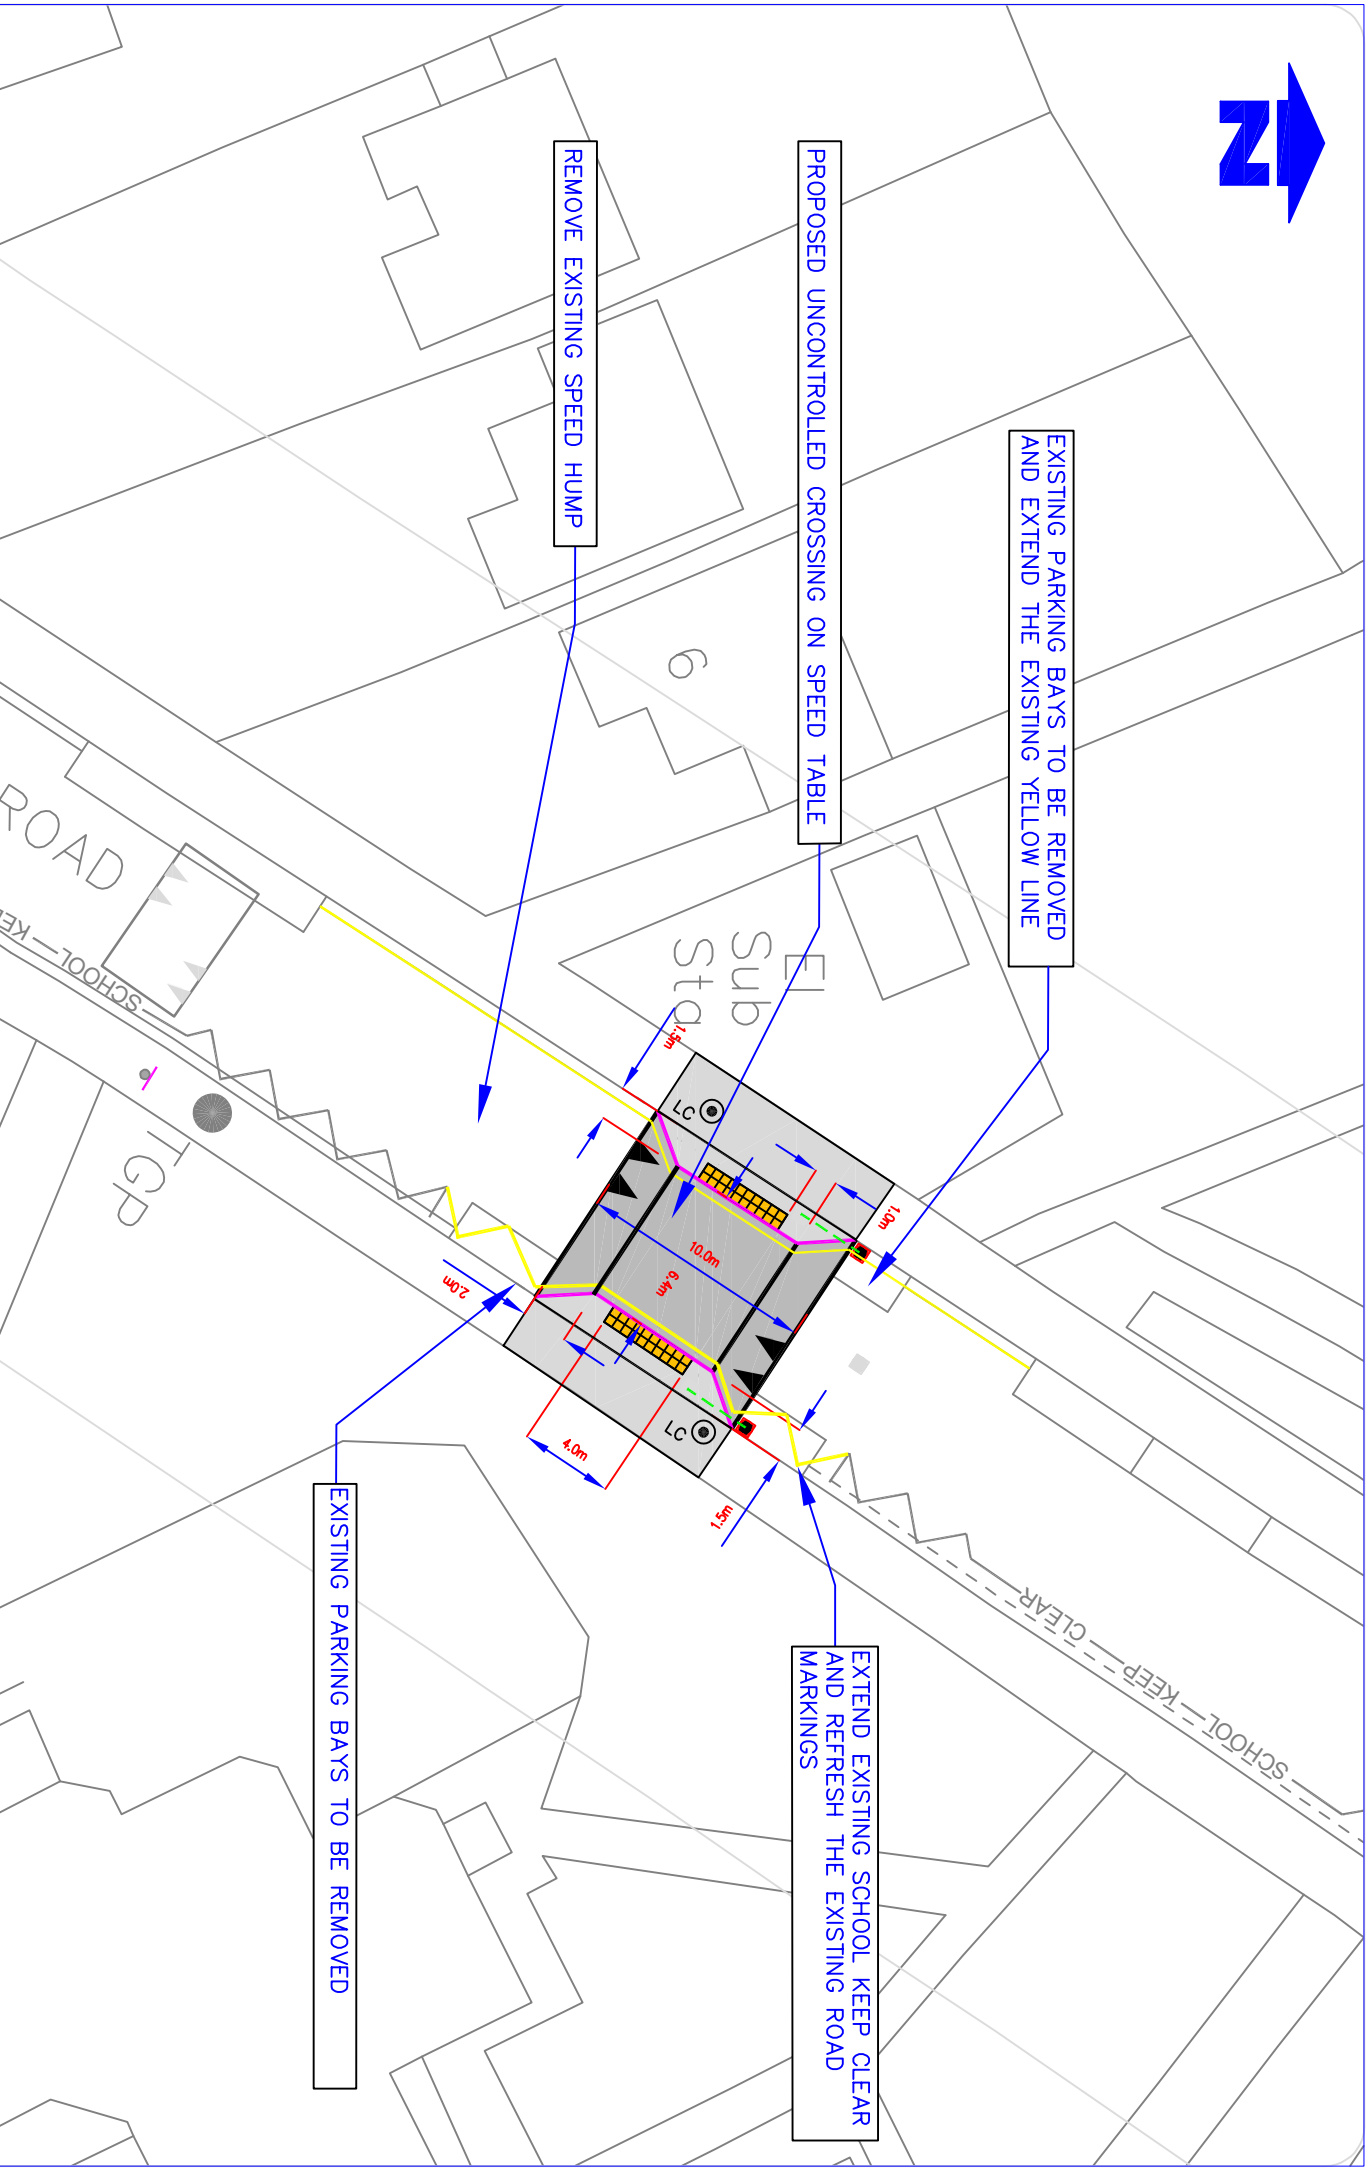 N
EXISTING PARKING BAYS TO BE REMOVED
AND EXTEND THE EXISTING YELLOW LINE
PROPOSED UNCONTROLLED CROSSING ON SPEED TABLE
REMOVE EXISTING SPEED HUMP
6
El
Sub
Sta
ROAD
SCHOOL KEE
TGP
1.5m
LC
1.0m
10.0m
6.4m
2.0m
LC
4.0m
1.5m
SCHOOL KEEP CLEAR
EXTEND EXISTING SCHOOL KEEP CLEAR
AND REFRESH THE EXISTING ROAD
MARKINGS
EXISTING PARKING BAYS TO BE REMOVED